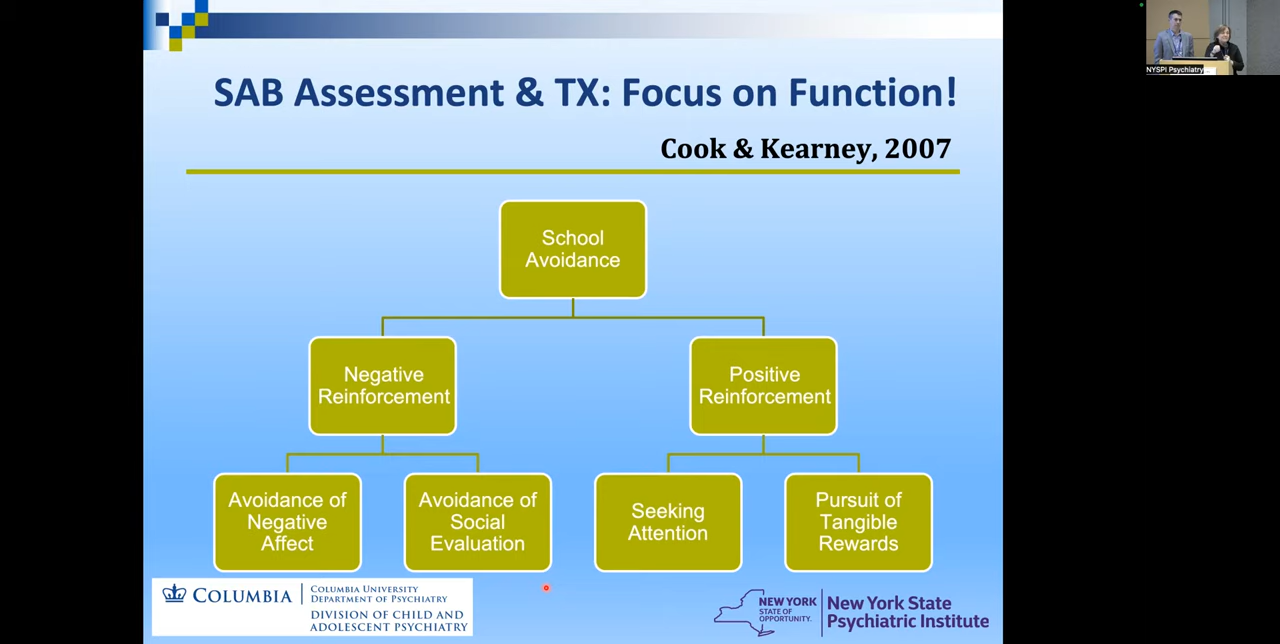 SAB Assessment & TX: Focus on Function!
Cook & Kearney, 2007
School
Avoidance
Negative
Reinforcement
Positive
Reinforcement
Avoidance of
Negative
Affect
Avoidance of
Social
Evaluation
Seeking
Attention
Pursuit of
Tangible
Rewards
COLUMBIA
COLUMBIA UNIVERSITY
DEPARTMENT OF PSYCHIATRY
DIVISION OF CHILD AND
ADOLESCENT PSYCHIATRY
NEW YORK
STATE OF
OPPORTUNITY.
New York State
Psychiatric Institute
NYSPI Psychiatry